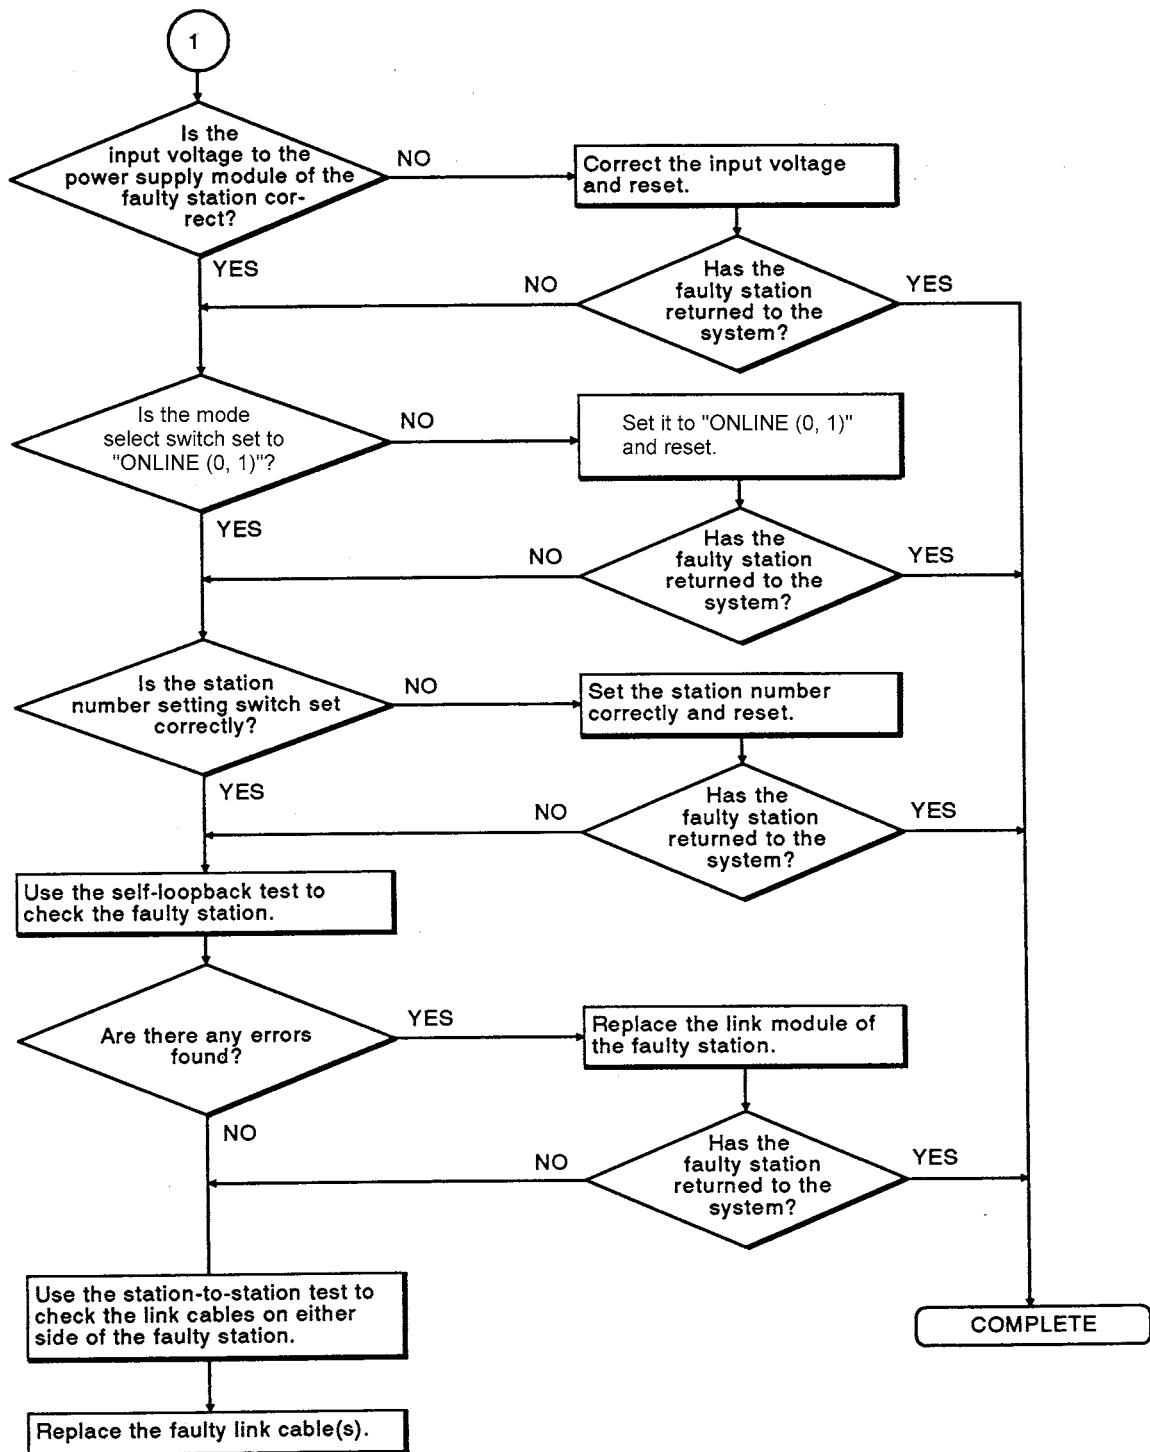 1
Is the
input voltage to the
power supply module of the
faulty station cor-
rect?
NO
Correct the input voltage
and reset.
YES
NO
Has the
faulty station
returned to the
system?
YES
Is the mode
select switch set to
"ONLINE (0, 1)"?
NO
Set it to "ONLINE (0, 1)"
and reset.
YES
NO
Has the
faulty station
returned to the
system?
YES
Is the station
number setting switch set
correctly?
NO
Set the station number
correctly and reset.
YES
NO
Has the
faulty station
returned to the
system?
YES
Use the self-loopback test to
check the faulty station.
Are there any errors
found?
YES
Replace the link module of
the faulty station.
NO
NO
Has the
faulty station
returned to the
system?
YES
Use the station-to-station test to
check the link cables on either
side of the faulty station.
COMPLETE
Replace the faulty link cable(s).